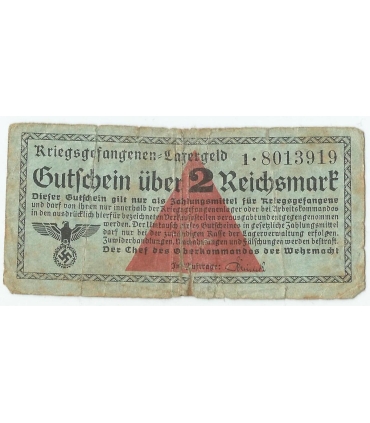 Kriegsgefangenen-Lagergeld
1·8013919
Gutschein über 2 Reichsmark
Dieser Gutschein gilt nur als Zahlungsmittel für Kriegsgefangene
und darf von ihnen nur innerhalb der Kriegsgefangenenlager oder bei Arbeitskommandos
in den ausdrücklich hierfür bezeichneten Verkaufsstellen verausgabt und entgegengenommen
werden. Der Umtausch dieses Gutscheines in gesetzliche Zahlungsmittel
darf nur bei der zuständigen Kasse der Lagerverwaltung erfolgen.
Zuwiderhandlungen, Nachahmungen und Fälschungen werden bestraft.
Der Chef des Oberkommandos der Wehrmacht
Im Auftrage: